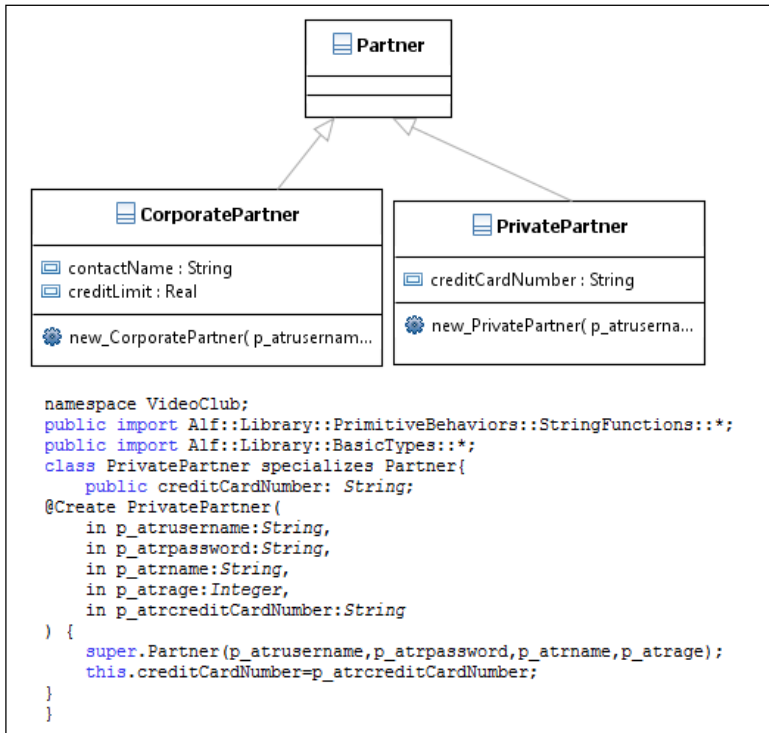 Partner
CorporatePartner
contactName : String
creditLimit : Real
new_CorporatePartner( p_atrusernam...
PrivatePartner
creditCardNumber : String
new_PrivatePartner( p_atruserna...
namespace VideoClub;
public import Alf::Library::PrimitiveBehaviors::StringFunctions::*;
public import Alf::Library::BasicTypes::*;
class PrivatePartner specializes Partner{
    public creditCardNumber: String;
@Create PrivatePartner(
    in p_atrusername:String,
    in p_atrpassword:String,
    in p_atrname:String,
    in p_atrage:Integer,
    in p_atrcreditCardNumber:String
) {
    super.Partner(p_atrusername,p_atrpassword,p_atrname,p_atrage);
    this.creditCardNumber=p_atrcreditCardNumber;
}
}